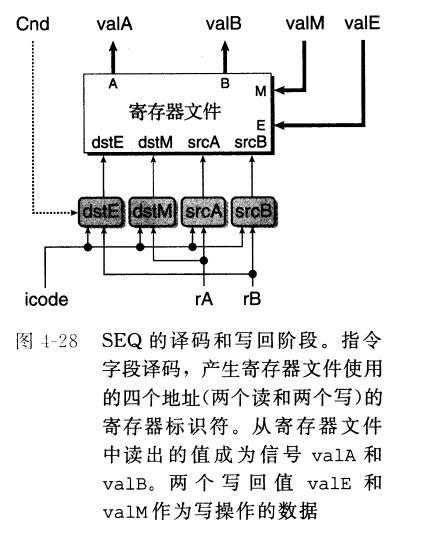 Cnd valA valB valM valE
A B M
寄存器文件
E
dstE dstM srcA srcB
dstE dstM srcA srcB
icode rA rB
图 4-28 SEQ 的译码和写回阶段。指令
字段译码，产生寄存器文件使用
的四个地址(两个读和两个写)的
寄存器标识符。从寄存器文件
中读出的值成为信号 valA 和
valB。两个写回值 valE 和
valM 作为写操作的数据